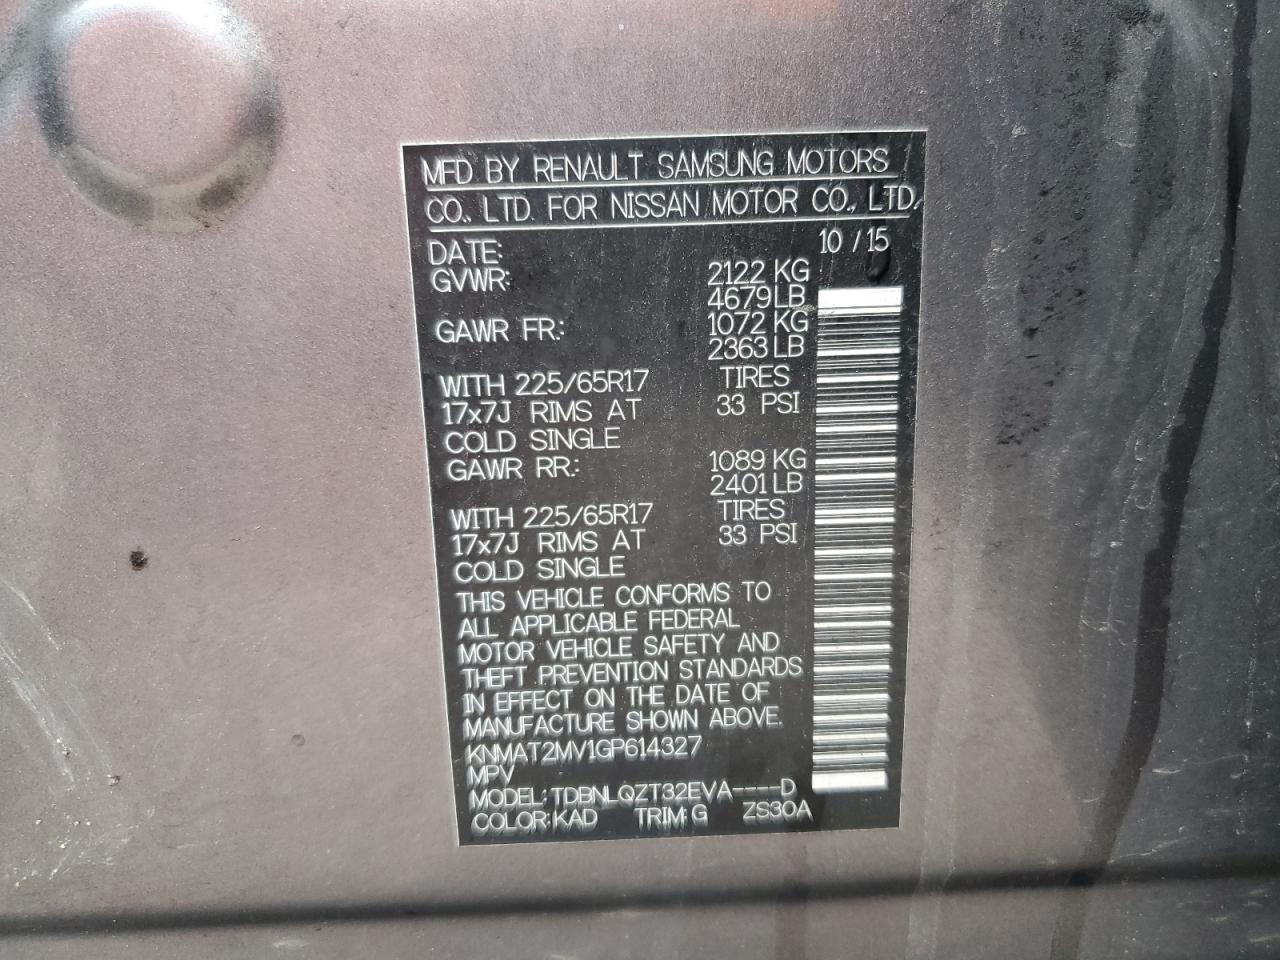 MFD BY RENAULT SAMSUNG MOTORS
CO., LTD. FOR NISSAN MOTOR CO., LTD.
DATE: 10 / 15
GVWR: 2122 KG
4679 LB
GAWR FR: 1072 KG
2363 LB
WITH 225/65R17 TIRES
17x7J RIMS AT 33 PSI
COLD SINGLE
GAWR RR: 1089 KG
2401 LB
WITH 225/65R17 TIRES
17x7J RIMS AT 33 PSI
COLD SINGLE
THIS VEHICLE CONFORMS TO
ALL APPLICABLE FEDERAL
MOTOR VEHICLE SAFETY AND
THEFT PREVENTION STANDARDS
IN EFFECT ON THE DATE OF
MANUFACTURE SHOWN ABOVE.
KNMAT2MV1GP614327
MPV
MODEL: TDBNLQZT32EVA----D
COLOR: KAD TRIM: G ZS30A